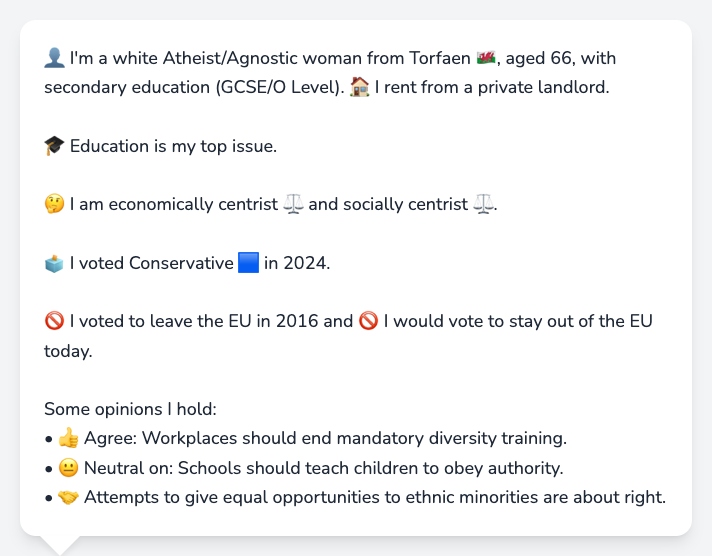 👤 I'm a white Atheist/Agnostic woman from Torfaen 🏴󠁧󠁢󠁷󠁬󠁳󠁿, aged 66, with
secondary education (GCSE/O Level). 🏠 I rent from a private landlord.
🎓 Education is my top issue.
🤔 I am economically centrist ⚖️ and socially centrist ⚖️.
🗳️ I voted Conservative 🟦 in 2024.
🚫 I voted to leave the EU in 2016 and 🚫 I would vote to stay out of the EU
today.
Some opinions I hold:
• 👍 Agree: Workplaces should end mandatory diversity training.
• 😐 Neutral on: Schools should teach children to obey authority.
• 🤝 Attempts to give equal opportunities to ethnic minorities are about right.